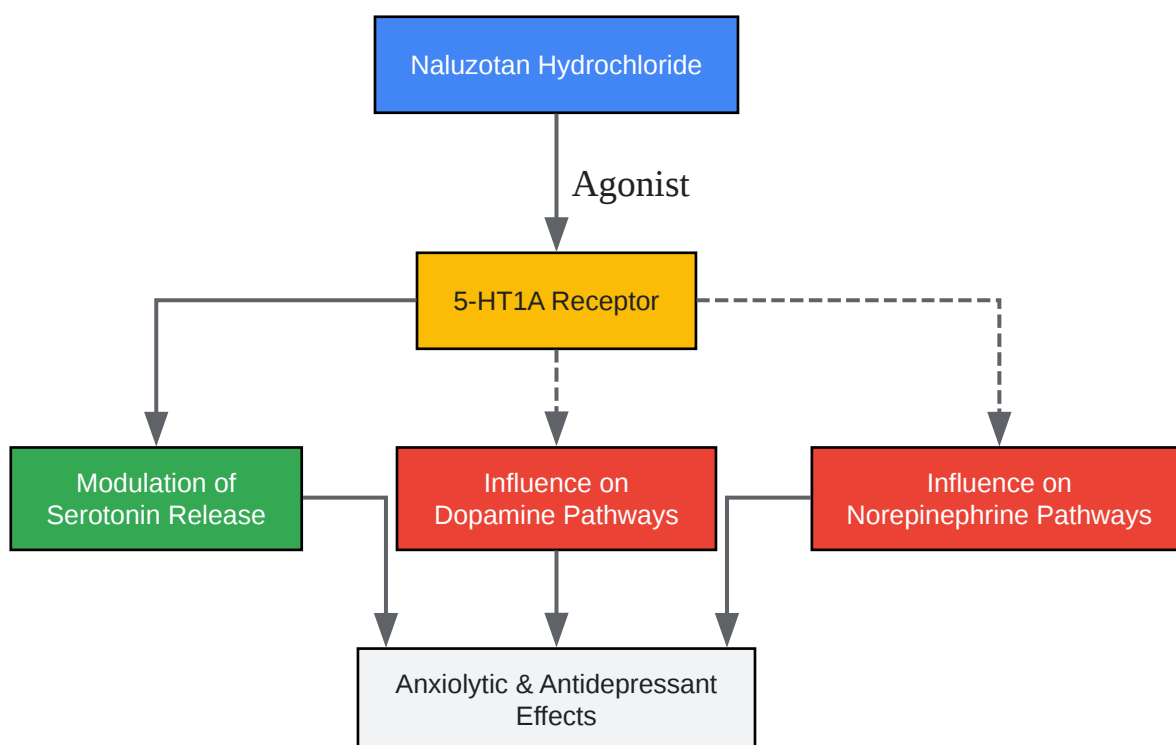 Naluzotan Hydrochloride
Agonist
5-HT1A Receptor
Modulation of
Serotonin Release
Influence on
Dopamine Pathways
Influence on
Norepinephrine Pathways
Anxiolytic & Antidepressant
Effects